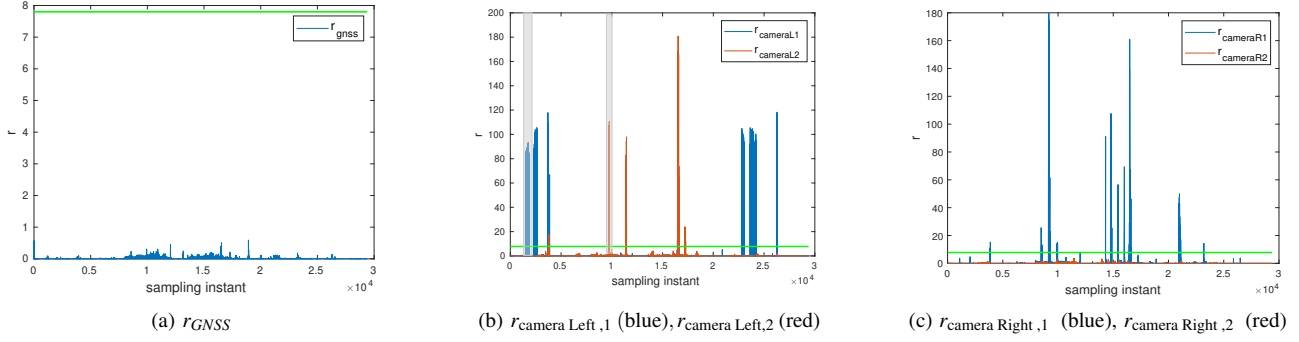 8
7
6
5
4
3
2
1
0
r
r_gnss
0 0.5 1 1.5 2 2.5 3
sampling instant
×10^4
(a) r_GNSS
200
180
160
140
120
100
80
60
40
20
0
r
r_cameraL1
r_cameraL2
0 0.5 1 1.5 2 2.5 3
sampling instant
×10^4
(b) r_camera Left ,1 (blue), r_camera Left,2 (red)
180
160
140
120
100
80
60
40
20
0
r
r_cameraR1
r_cameraR2
0 0.5 1 1.5 2 2.5 3
sampling instant
×10^4
(c) r_camera Right ,1 (blue), r_camera Right ,2 (red)